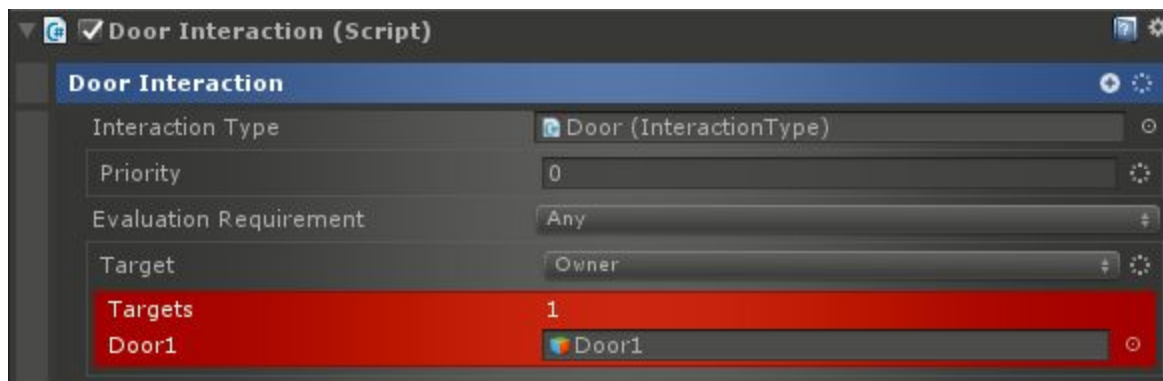 Door Interaction (Script)
Door Interaction
Interaction Type Door (InteractionType)
Priority 0
Evaluation Requirement Any
Target Owner
Targets 1
Door1 Door1